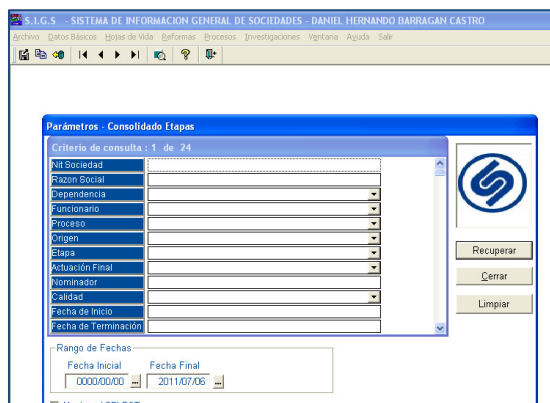 S.I.G.S - SISTEMA DE INFORMACION GENERAL DE SOCIEDADES - DANIEL HERNANDO BARRAGAN CASTRO
Archivo Datos Básicos Hojas de Vida Reformas Procesos Investigaciones Ventana Ayuda Salir
Parámetros - Consolidado Etapas
Criterio de consulta : 1 de 24
Nit Sociedad
Razon Social
Dependencia
Funcionario
Proceso
Origen
Etapa
Actuación Final
Nominador
Calidad
Fecha de Inicio
Fecha de Terminación
Recuperar
Cerrar
Limpiar
Rango de Fechas
Fecha Inicial Fecha Final
0000/00/00 ... 2011/07/06 ...